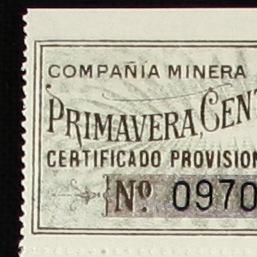 COMPAÑIA MINERA
PRIMAVERA, CENT
CERTIFICADO PROVISION
Nº 0970